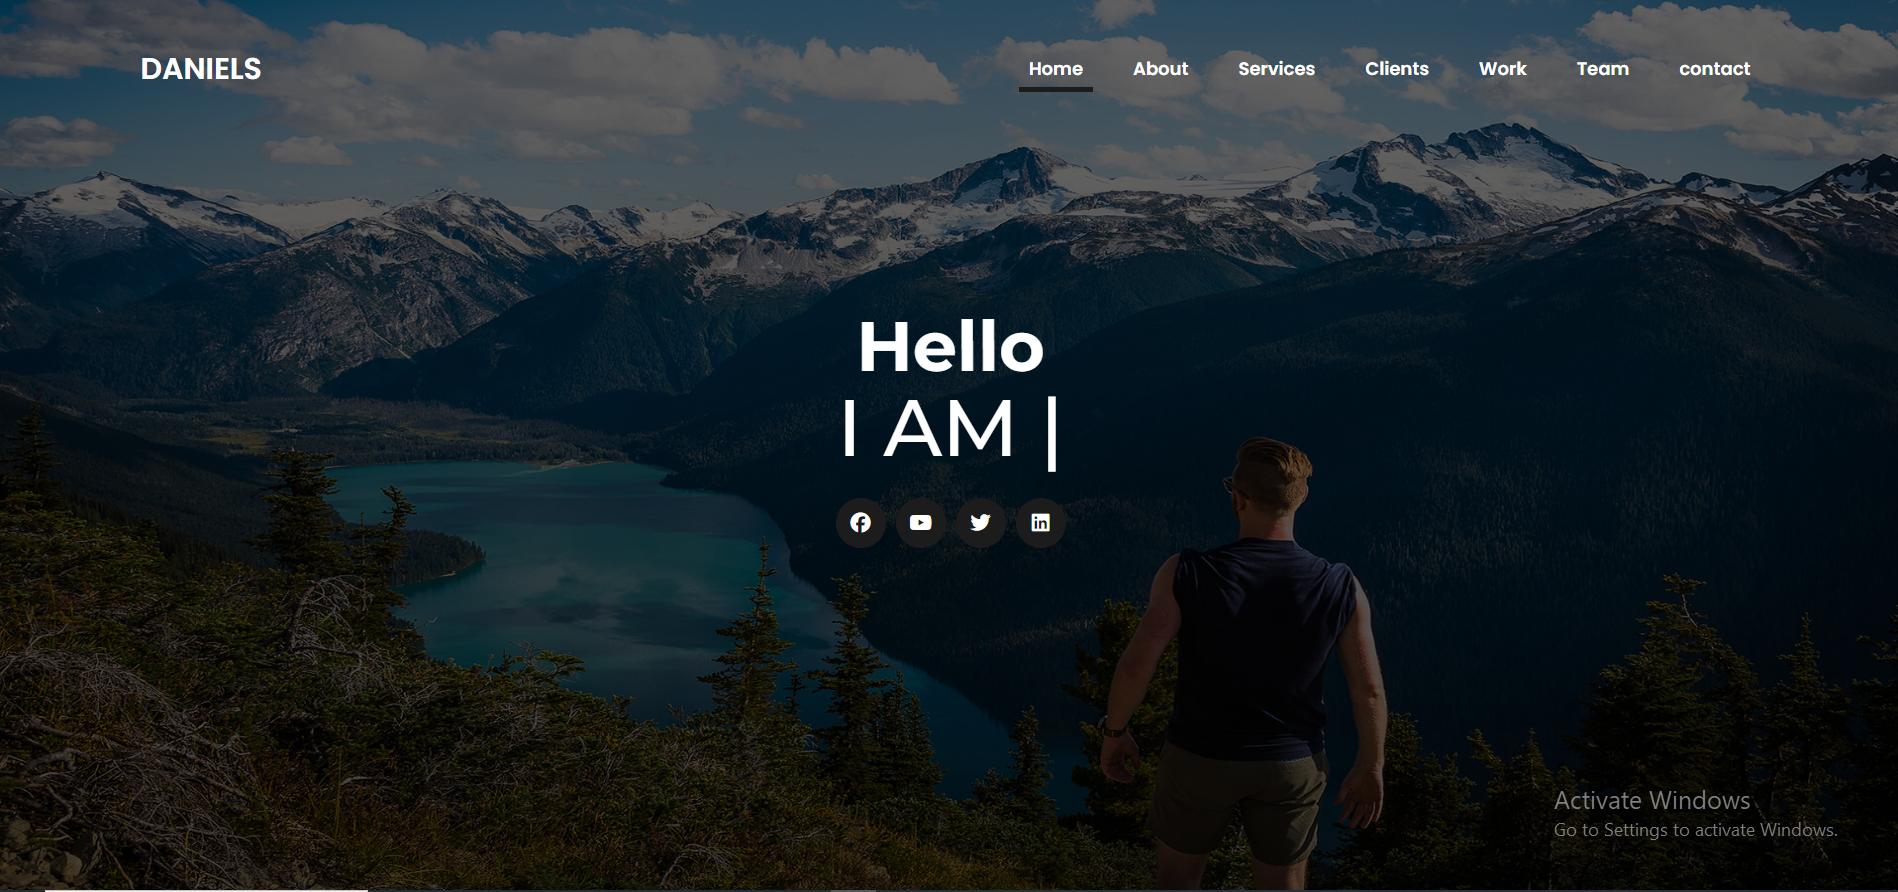 DANIELS
Home About Services Clients Work Team contact
Hello
I AM |
Activate Windows
Go to Settings to activate Windows.